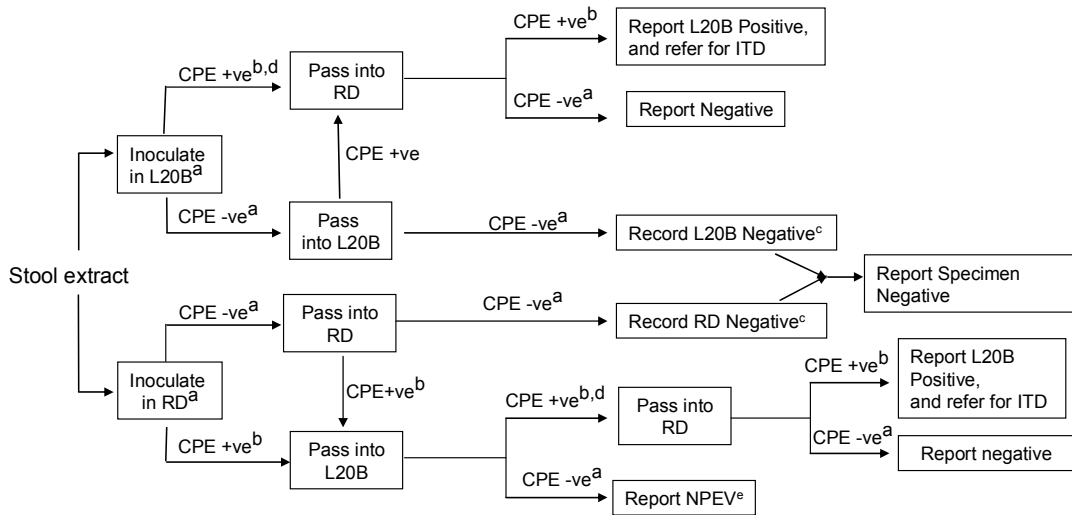 CPE +ve^b
Report L20B Positive,
and refer for ITD
CPE +ve^b,d
Pass into
RD
CPE -ve^a
Report Negative
Inoculate
in L20B^a
CPE +ve
CPE -ve^a
Pass
into L20B
CPE -ve^a
Record L20B Negative^c
Stool extract
Report Specimen
Negative
CPE -ve^a
Pass into
RD
CPE -ve^a
Record RD Negative^c
Inoculate
in RD^a
CPE+ve^b
CPE +ve^b
Report L20B
Positive,
and refer for ITD
CPE +ve^b,d
Pass into
RD
CPE +ve^b
Pass into
L20B
CPE -ve^a
Report negative
CPE -ve^a
Report NPEV^e